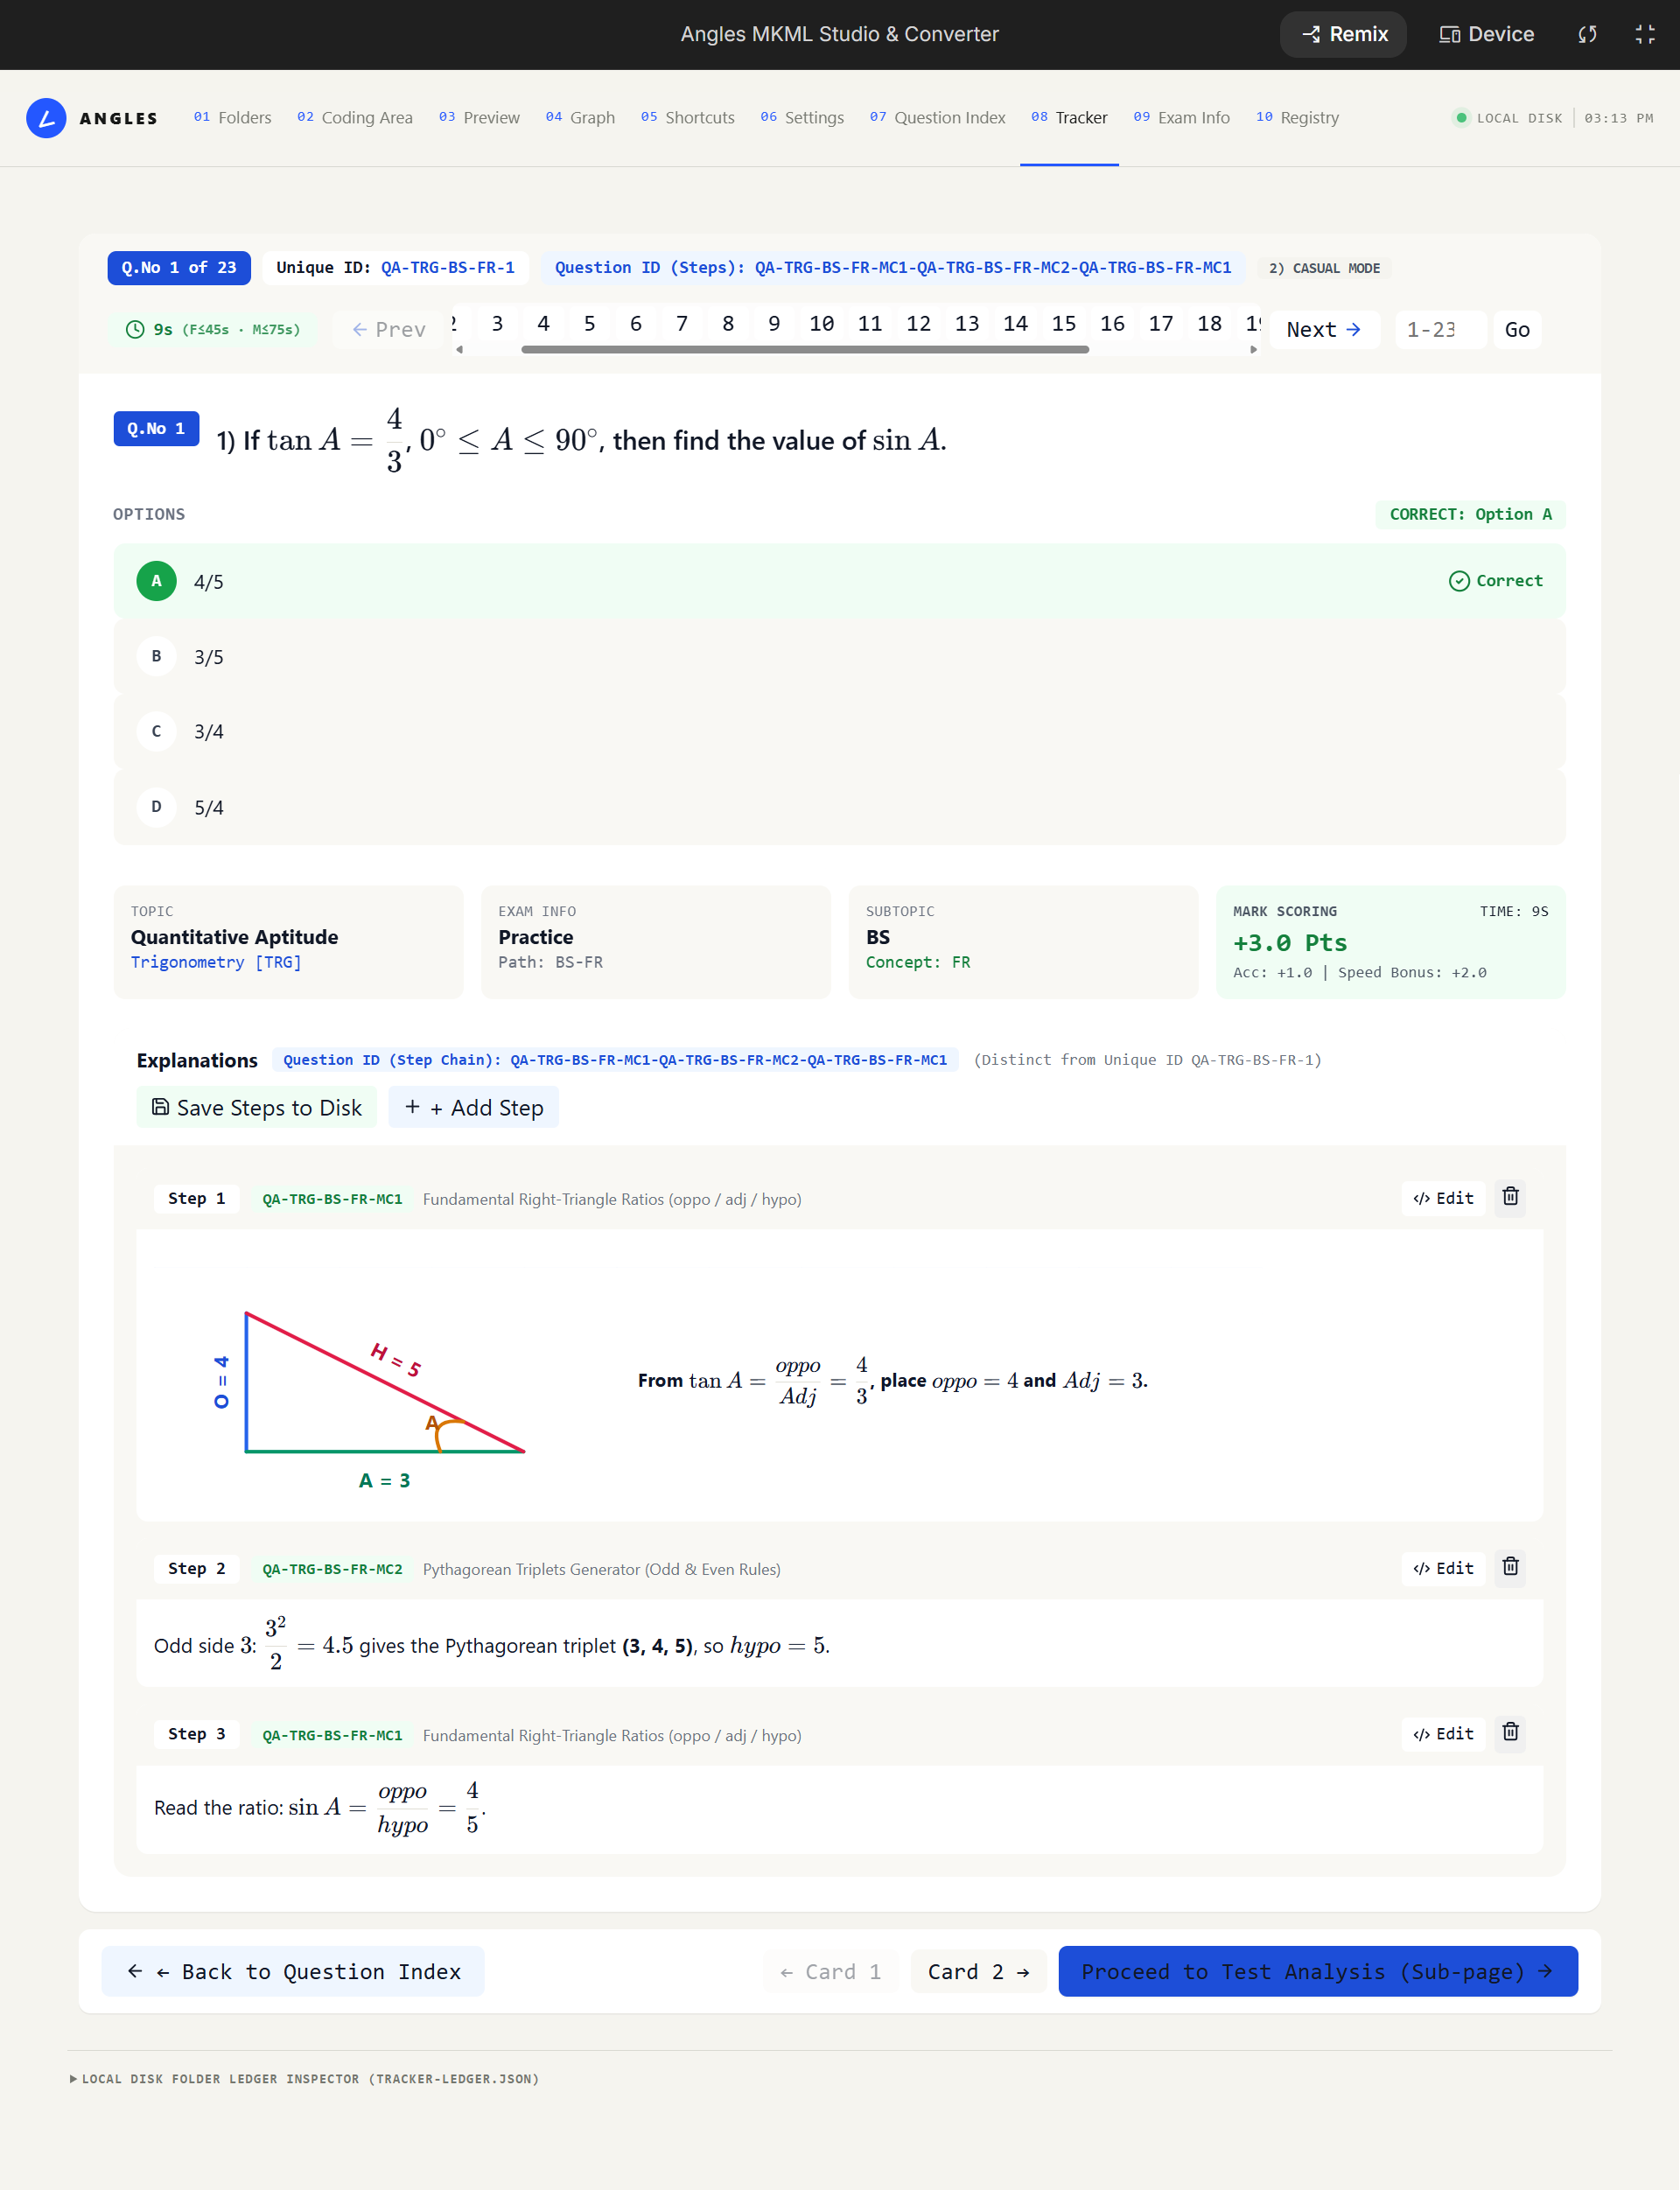 Angles MKML Studio & Converter
Remix
Device
ANGLES
01 Folders
02 Coding Area
03 Preview
04 Graph
05 Shortcuts
06 Settings
07 Question Index
08 Tracker
09 Exam Info
10 Registry
LOCAL DISK
03:13 PM
Q.No 1 of 23
Unique ID: QA-TRG-BS-FR-1
Question ID (Steps): QA-TRG-BS-FR-MC1-QA-TRG-BS-FR-MC2-QA-TRG-BS-FR-MC1
2) CASUAL MODE
9s (F≤45s · M≤75s)
← Prev
2 3 4 5 6 7 8 9 10 11 12 13 14 15 16 17 18 19
Next →
1-23
Go
Q.No 1
1) If tan A = 4/3, 0° ≤ A ≤ 90°, then find the value of sin A.
OPTIONS
CORRECT: Option A
A 4/5
Correct
B 3/5
C 3/4
D 5/4
TOPIC
Quantitative Aptitude
Trigonometry [TRG]
EXAM INFO
Practice
Path: BS-FR
SUBTOPIC
BS
Concept: FR
MARK SCORING
TIME: 9S
+3.0 Pts
Acc: +1.0 | Speed Bonus: +2.0
Explanations
Question ID (Step Chain): QA-TRG-BS-FR-MC1-QA-TRG-BS-FR-MC2-QA-TRG-BS-FR-MC1
(Distinct from Unique ID QA-TRG-BS-FR-1)
Save Steps to Disk
+ + Add Step
Step 1
QA-TRG-BS-FR-MC1
Fundamental Right-Triangle Ratios (oppo / adj / hypo)
</> Edit
O = 4
H = 5
A
A = 3
From tan A = oppo/Adj = 4/3, place oppo = 4 and Adj = 3.
Step 2
QA-TRG-BS-FR-MC2
Pythagorean Triplets Generator (Odd & Even Rules)
</> Edit
Odd side 3: 3²/2 = 4.5 gives the Pythagorean triplet (3, 4, 5), so hypo = 5.
Step 3
QA-TRG-BS-FR-MC1
Fundamental Right-Triangle Ratios (oppo / adj / hypo)
</> Edit
Read the ratio: sin A = oppo/hypo = 4/5.
← ← Back to Question Index
← Card 1
Card 2 →
Proceed to Test Analysis (Sub-page) →
LOCAL DISK FOLDER LEDGER INSPECTOR (TRACKER-LEDGER.JSON)